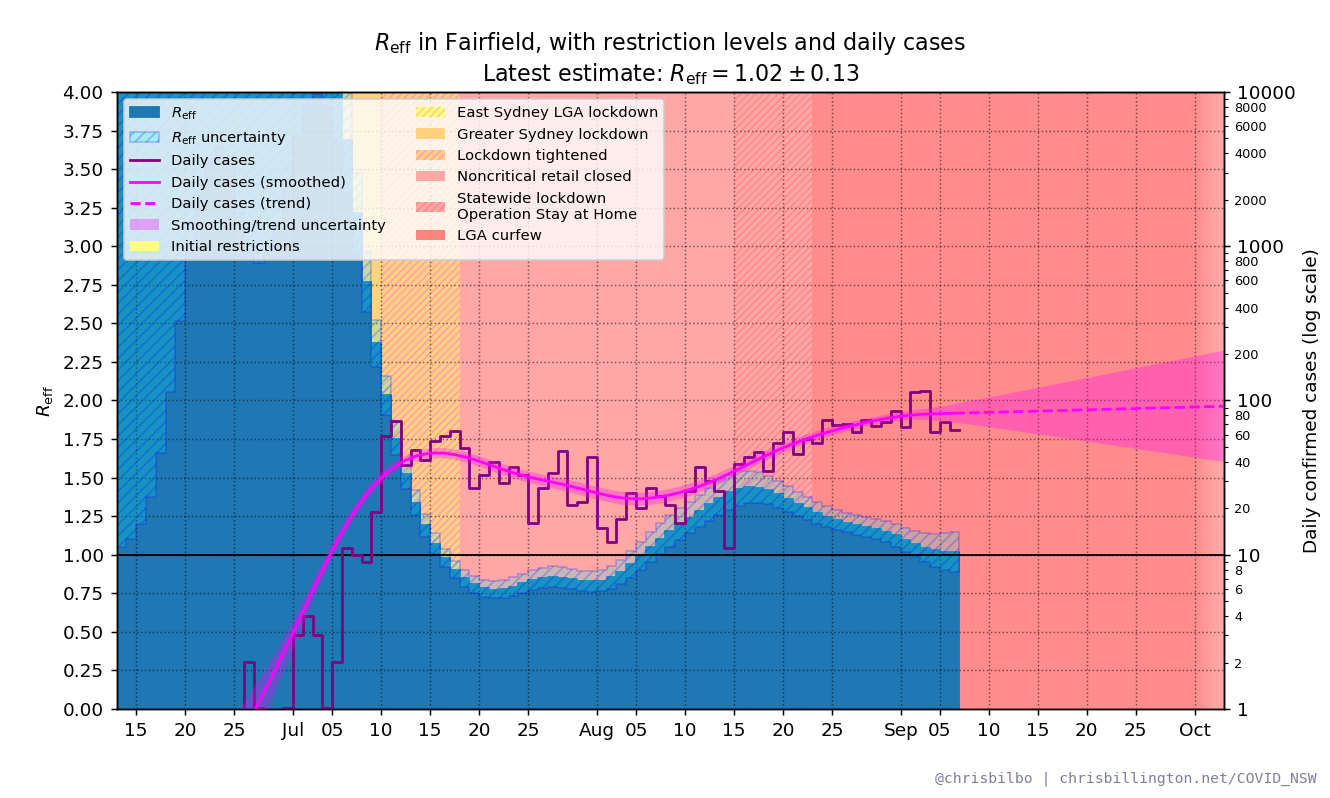 R_eff in Fairfield, with restriction levels and daily cases
Latest estimate: R_eff = 1.02 ± 0.13
R_eff
R_eff uncertainty
Daily cases
Daily cases (smoothed)
Daily cases (trend)
Smoothing/trend uncertainty
Initial restrictions
East Sydney LGA lockdown
Greater Sydney lockdown
Lockdown tightened
Noncritical retail closed
Statewide lockdown
Operation Stay at Home
LGA curfew
R_eff
4.00
3.75
3.50
3.25
3.00
2.75
2.50
2.25
2.00
1.75
1.50
1.25
1.00
0.75
0.50
0.25
0.00
10000
8000
6000
4000
2000
1000
800
600
400
200
100
80
60
40
20
10
8
6
4
2
1
Daily confirmed cases (log scale)
15 20 25 Jul 05 10 15 20 25 Aug 05 10 15 20 25 Sep 05 10 15 20 25 Oct
@chrisbilbo | chrisbillington.net/COVID_NSW